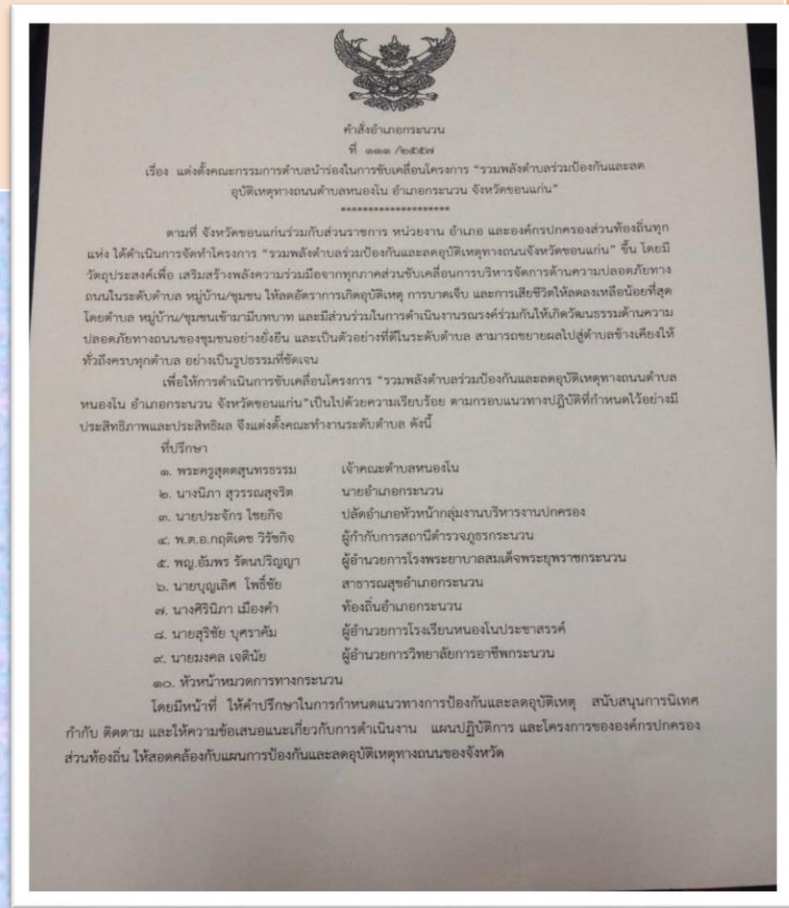 คำสั่งอำเภอกระนวน
ที่ ๑๑๑ /๒๕๕๗
เรื่อง แต่งตั้งคณะกรรมการตำบลนำร่องในการขับเคลื่อนโครงการ "รวมพลังตำบลร่วมป้องกันและลด
อุบัติเหตุทางถนนตำบลหนองโน อำเภอกระนวน จังหวัดขอนแก่น"
********************
ตามที่ จังหวัดขอนแก่นร่วมกับส่วนราชการ หน่วยงาน อำเภอ และองค์กรปกครองส่วนท้องถิ่นทุก
แห่ง ได้ดำเนินการจัดทำโครงการ "รวมพลังตำบลร่วมป้องกันและลดอุบัติเหตุทางถนนจังหวัดขอนแก่น" ขึ้น โดยมี
วัตถุประสงค์เพื่อ เสริมสร้างพลังความร่วมมือจากทุกภาคส่วนขับเคลื่อนการบริหารจัดการด้านความปลอดภัยทาง
ถนนในระดับตำบล หมู่บ้าน/ชุมชน ให้ลดอัตราการเกิดอุบัติเหตุ การบาดเจ็บ และการเสียชีวิตให้ลดลงเหลือน้อยที่สุด
โดยตำบล หมู่บ้าน/ชุมชนเข้ามามีบทบาท และมีส่วนร่วมในการดำเนินงานรณรงค์ร่วมกันให้เกิดวัฒนธรรมด้านความ
ปลอดภัยทางถนนของชุมชนอย่างยั่งยืน และเป็นตัวอย่างที่ดีในระดับตำบล สามารถขยายผลไปสู่ตำบลข้างเคียงให้
ทั่วถึงครบทุกตำบล อย่างเป็นรูปธรรมที่ชัดเจน
เพื่อให้การดำเนินการขับเคลื่อนโครงการ "รวมพลังตำบลร่วมป้องกันและลดอุบัติเหตุทางถนนตำบล
หนองโน อำเภอกระนวน จังหวัดขอนแก่น"เป็นไปด้วยความเรียบร้อย ตามกรอบแนวทางปฏิบัติที่กำหนดไว้อย่างมี
ประสิทธิภาพและประสิทธิผล จึงแต่งตั้งคณะทำงานระดับตำบล ดังนี้
ที่ปรึกษา
๑. พระครูสุตตสุนทรธรรม เจ้าคณะตำบลหนองโน
๒. นางนิภา สุวรรณสุจริต นายอำเภอกระนวน
๓. นายประจักร ไชยกิจ ปลัดอำเภอหัวหน้ากลุ่มงานบริหารงานปกครอง
๔. พ.ต.อ.กฤติเดช วิรัชกิจ ผู้กำกับการสถานีตำรวจภูธรกระนวน
๕. พญ.อัมพร รัตนปริญญา ผู้อำนวยการโรงพระยาบาลสมเด็จพระยุพราชกระนวน
๖. นายบุญเลิศ โพธิ์ชัย สาธารณสุขอำเภอกระนวน
๗. นางศิรินิภา เมืองคำ ท้องถิ่นอำเภอกระนวน
๘. นายสุริชัย บุศราคัม ผู้อำนวยการโรงเรียนหนองโนประชาสรรค์
๙. นายมงคล เจตินัย ผู้อำนวยการวิทยาลัยการอาชีพกระนวน
๑๐. หัวหน้าหมวดการทางกระนวน
โดยมีหน้าที่ ให้คำปรึกษาในการกำหนดแนวทางการป้องกันและลดอุบัติเหตุ สนับสนุนการนิเทศ
กำกับ ติดตาม และให้ความข้อเสนอแนะเกี่ยวกับการดำเนินงาน แผนปฏิบัติการ และโครงการขององค์กรปกครอง
ส่วนท้องถิ่น ให้สอดคล้องกับแผนการป้องกันและลดอุบัติเหตุทางถนนของจังหวัด